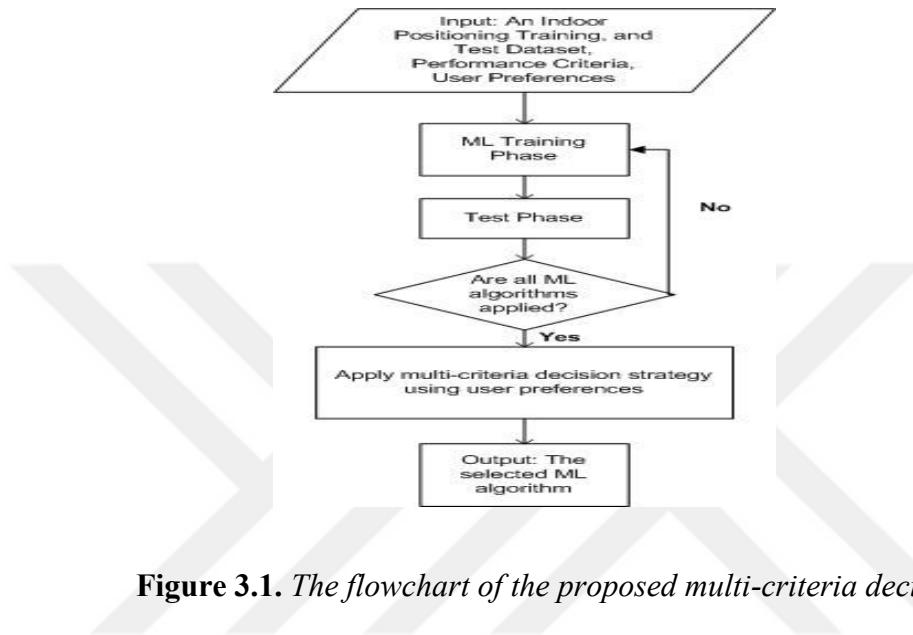 Input: An Indoor
Positioning Training, and
Test Dataset,
Performance Criteria,
User Preferences
ML Training
Phase
No
Test Phase
Are all ML
algorithms
applied?
Yes
Apply multi-criteria decision strategy
using user preferences
Output: The
selected ML
algorithm
Figure 3.1. The flowchart of the proposed multi-criteria deci